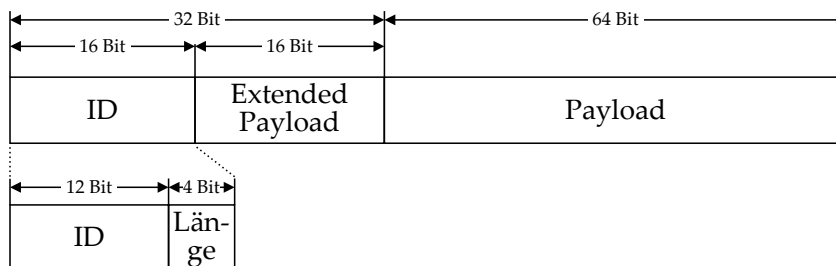 32 Bit 64 Bit
16 Bit 16 Bit
ID Extended Payload Payload
12 Bit 4 Bit
ID Län-
ge